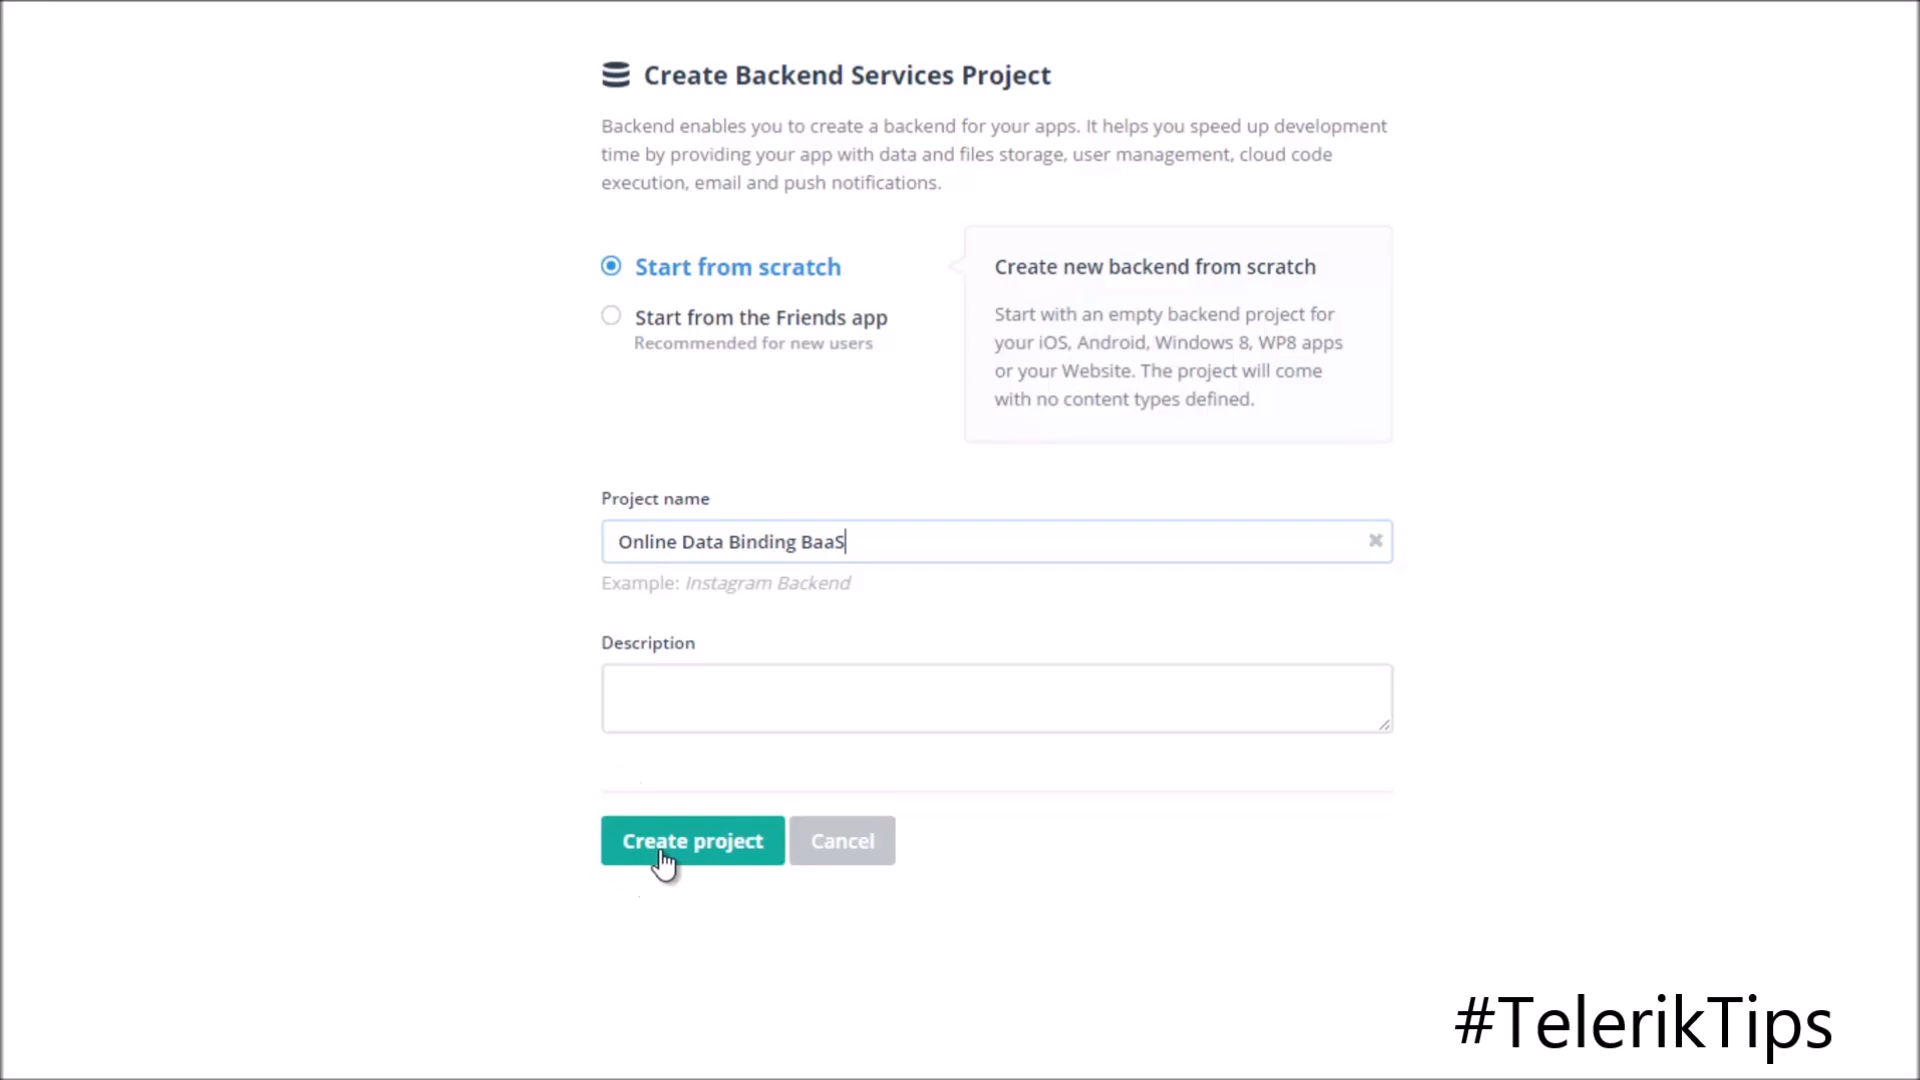 Create Backend Services Project
Backend enables you to create a backend for your apps. It helps you speed up development
time by providing your app with data and files storage, user management, cloud code
execution, email and push notifications.
Start from scratch
Start from the Friends app
Recommended for new users
Create new backend from scratch
Start with an empty backend project for
your iOS, Android, Windows 8, WP8 apps
or your Website. The project will come
with no content types defined.
Project name
Online Data Binding BaaS
Example: Instagram Backend
Description
Create project
Cancel
#TelerikTips